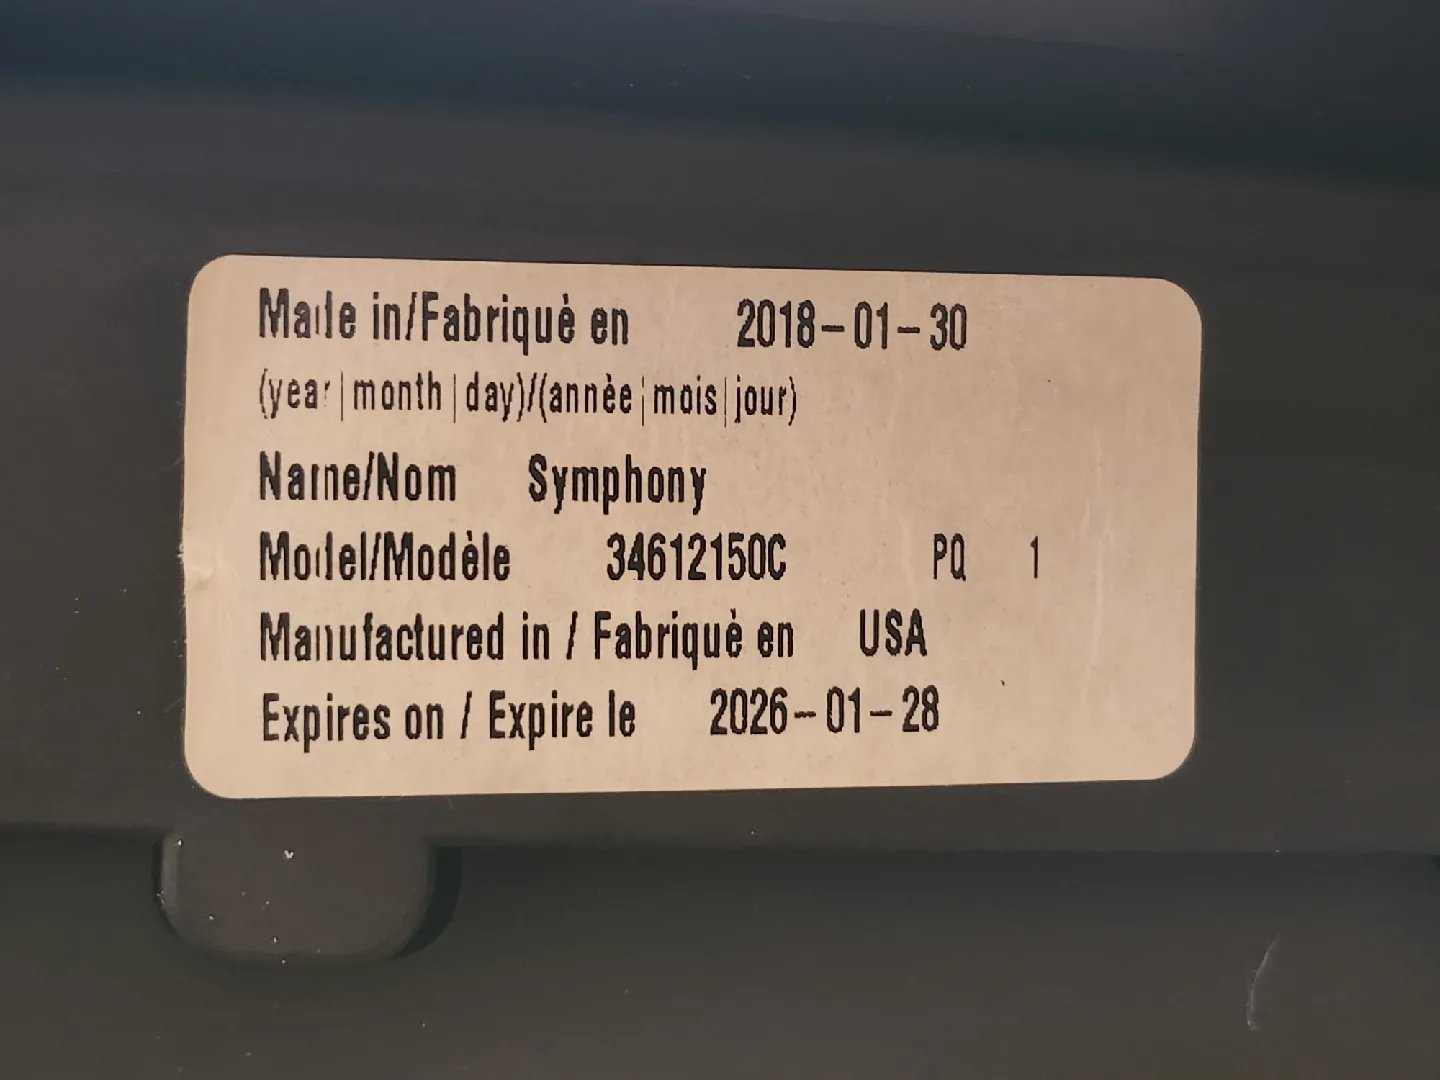 Made in/Fabriquè en 2018-01-30
(year|month|day)/(annèe|mois|jour)
Name/Nom Symphony
Model/Modèle 34612150C PQ 1
Manufactured in / Fabriquè en USA
Expires on / Expire le 2026-01-28